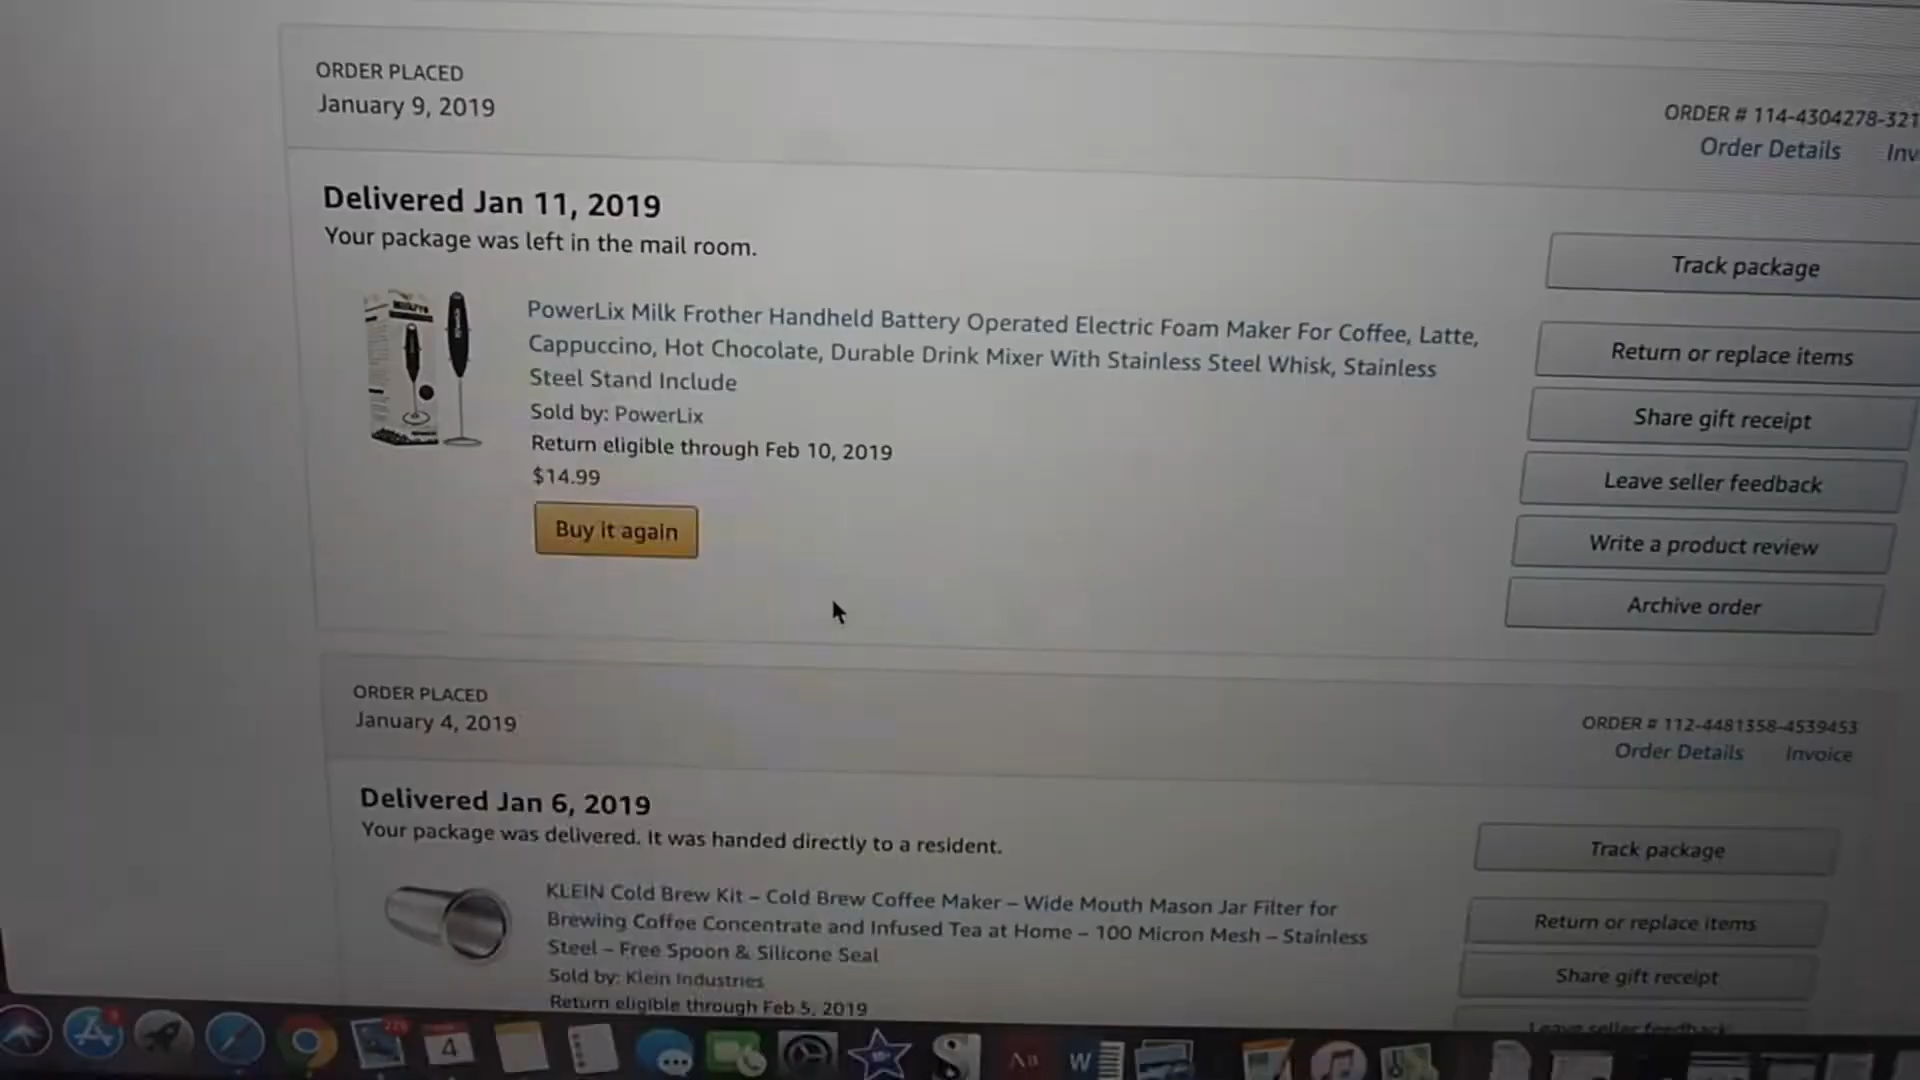 ORDER PLACED
January 9, 2019
ORDER # 114-4304278-321
Order Details Inv
Delivered Jan 11, 2019
Your package was left in the mail room.
Track package
PowerLix Milk Frother Handheld Battery Operated Electric Foam Maker For Coffee, Latte,
Cappuccino, Hot Chocolate, Durable Drink Mixer With Stainless Steel Whisk, Stainless
Steel Stand Include
Sold by: PowerLix
Return eligible through Feb 10, 2019
$14.99
Buy it again
Return or replace items
Share gift receipt
Leave seller feedback
Write a product review
Archive order
ORDER PLACED
January 4, 2019
ORDER # 112-4481358-4539453
Order Details Invoice
Delivered Jan 6, 2019
Your package was delivered. It was handed directly to a resident.
Track package
KLEIN Cold Brew Kit – Cold Brew Coffee Maker – Wide Mouth Mason Jar Filter for
Brewing Coffee Concentrate and Infused Tea at Home – 100 Micron Mesh – Stainless
Steel – Free Spoon & Silicone Seal
Sold by: Klein Industries
Return eligible through Feb 5, 2019
Return or replace items
Share gift receipt
Leave seller feedback
4
W